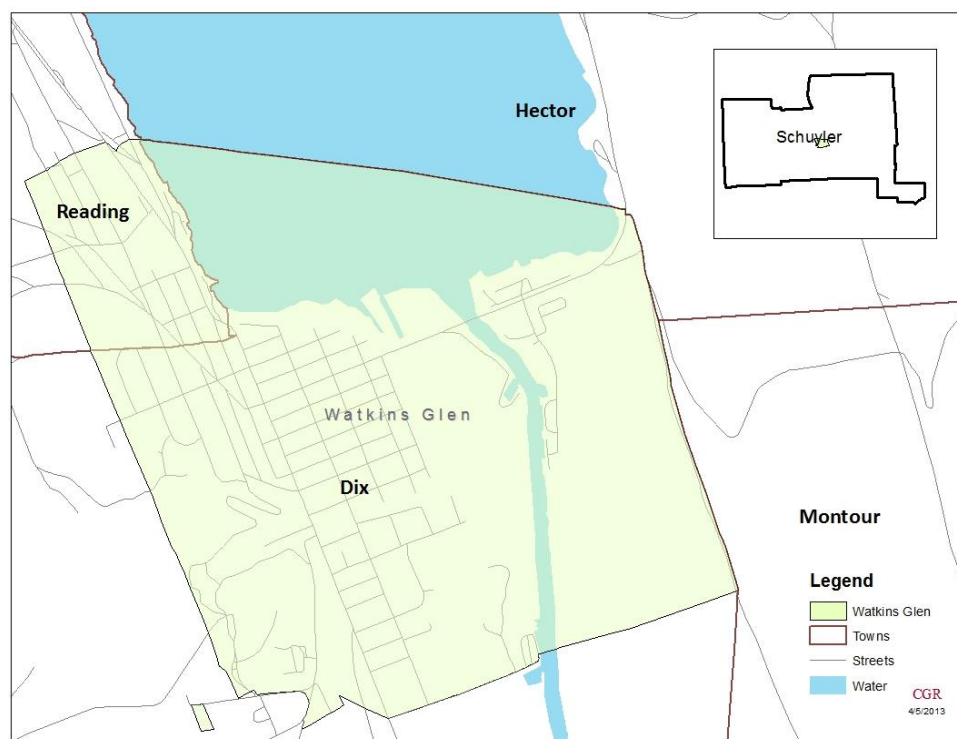 Hector
Schuyler
Reading
Watkins Glen
Dix
Montour
Legend
Watkins Glen
Towns
Streets
Water
CGR
4/5/2013